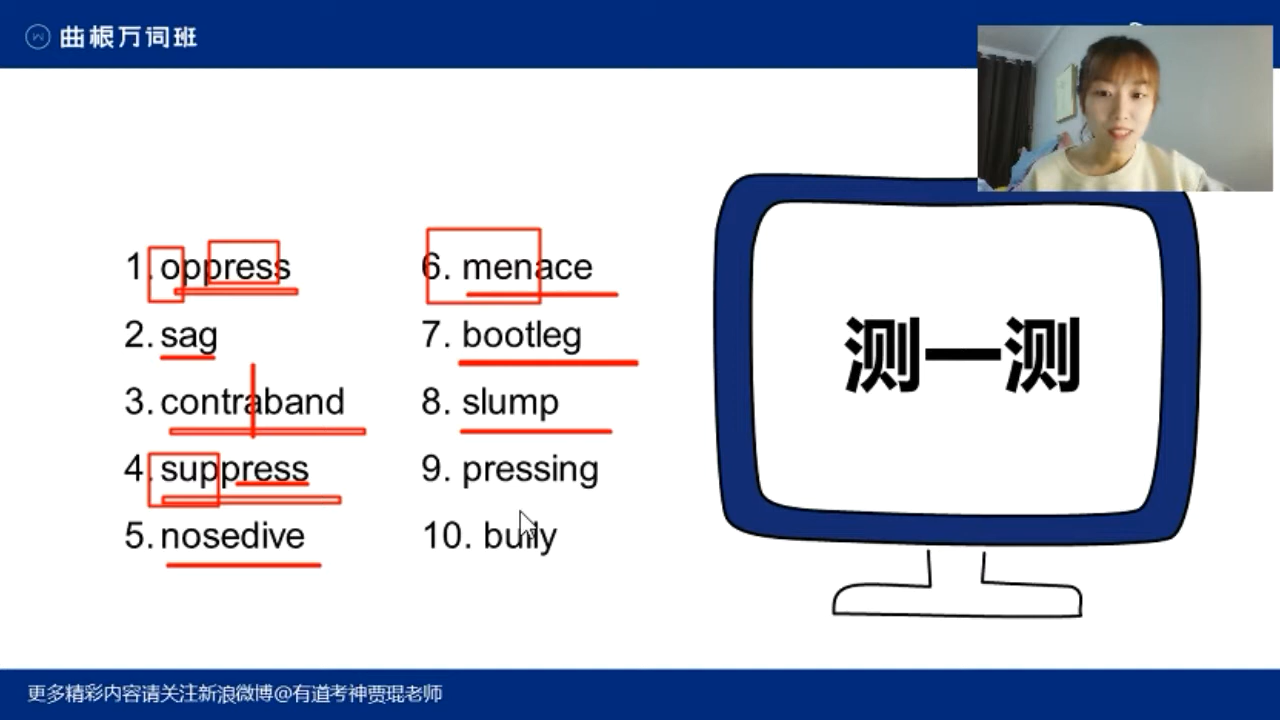 曲根万词班
1. oppress
2. sag
3. contraband
4. suppress
5. nosedive
6. menace
7. bootleg
8. slump
9. pressing
10. bully
测一测
更多精彩内容请关注新浪微博@有道考神贾琨老师